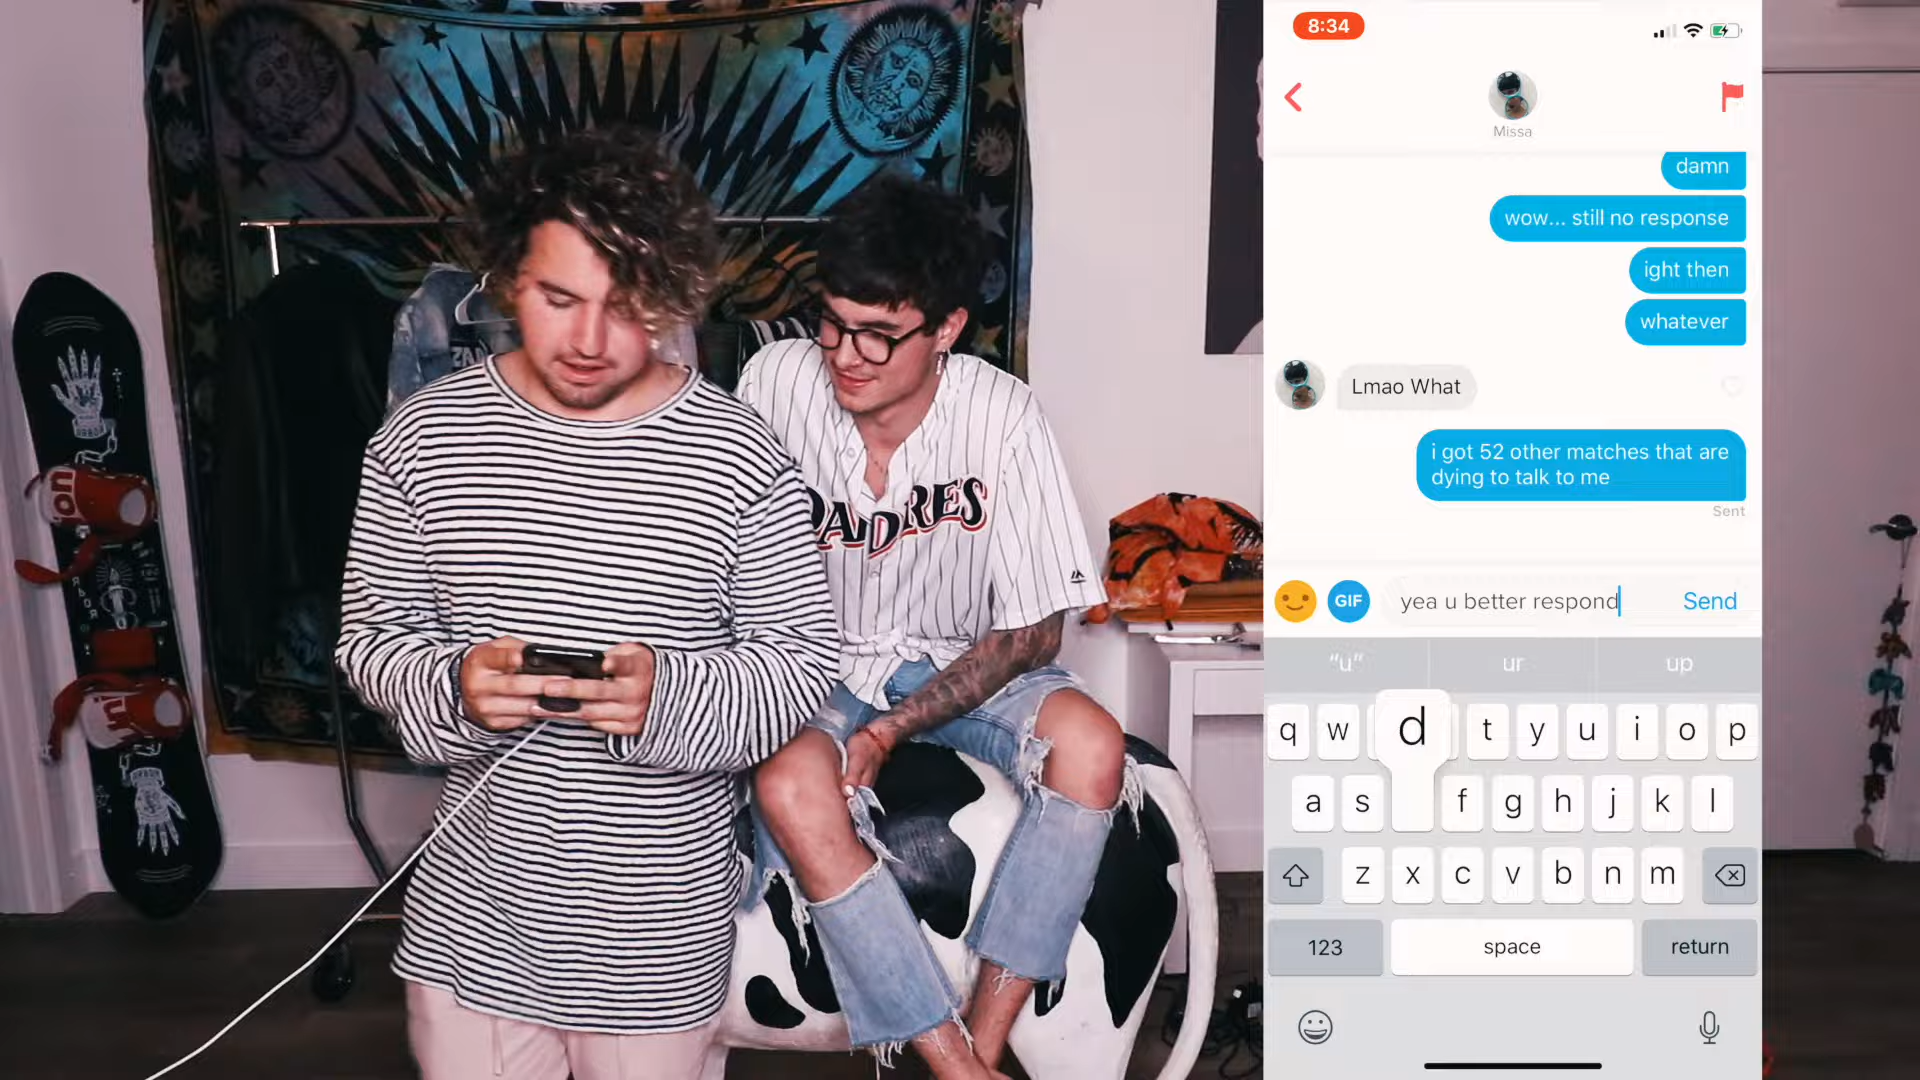 8:34
Missa
damn
wow... still no response
ight then
whatever
Lmao What
i got 52 other matches that are
dying to talk to me
Sent
GIF
yea u better respond
Send
"u" ur up
q w d t y u i o p
a s f g h j k l
z x c v b n m
123 space return
PADRES